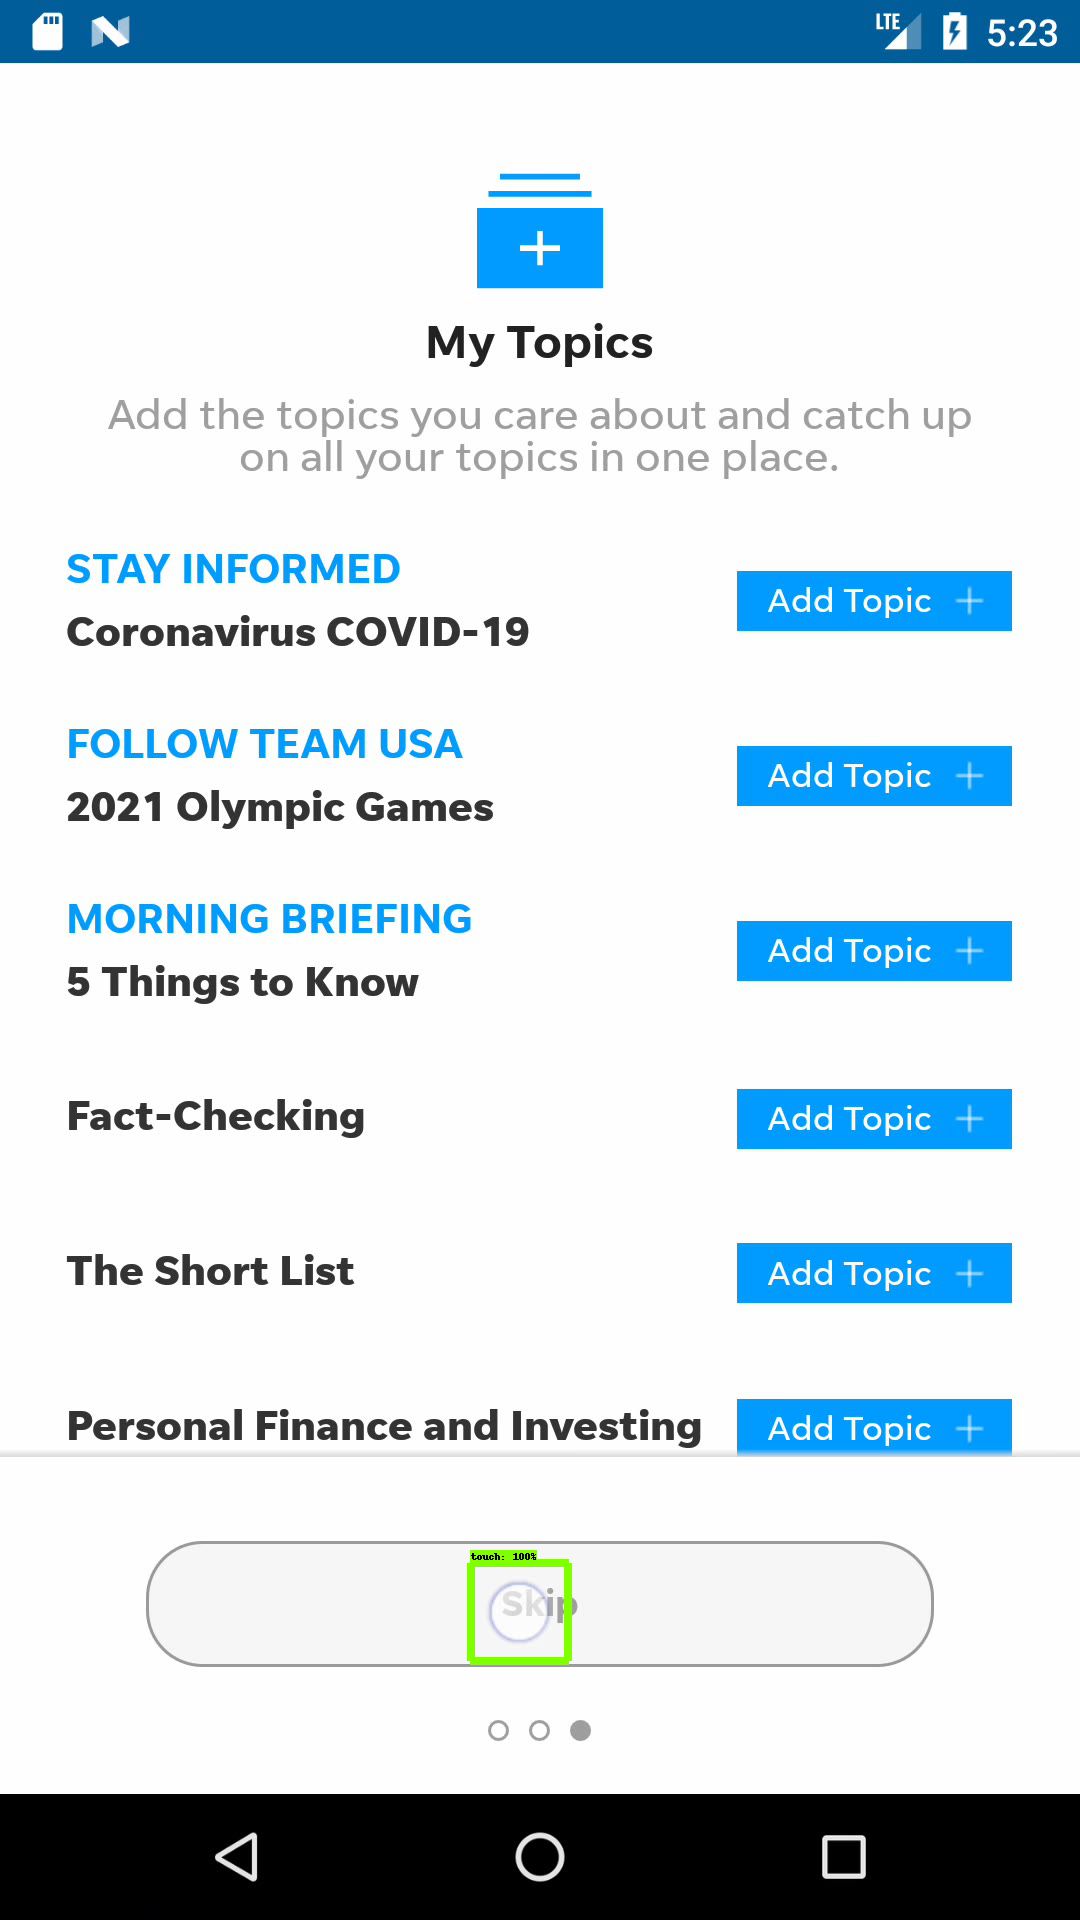 LTE 5:23
My Topics
Add the topics you care about and catch up
on all your topics in one place.
STAY INFORMED
Coronavirus COVID-19
Add Topic +
FOLLOW TEAM USA
2021 Olympic Games
Add Topic +
MORNING BRIEFING
5 Things to Know
Add Topic +
Fact-Checking
Add Topic +
The Short List
Add Topic +
Personal Finance and Investing
Add Topic +
touch: 100%
Skip